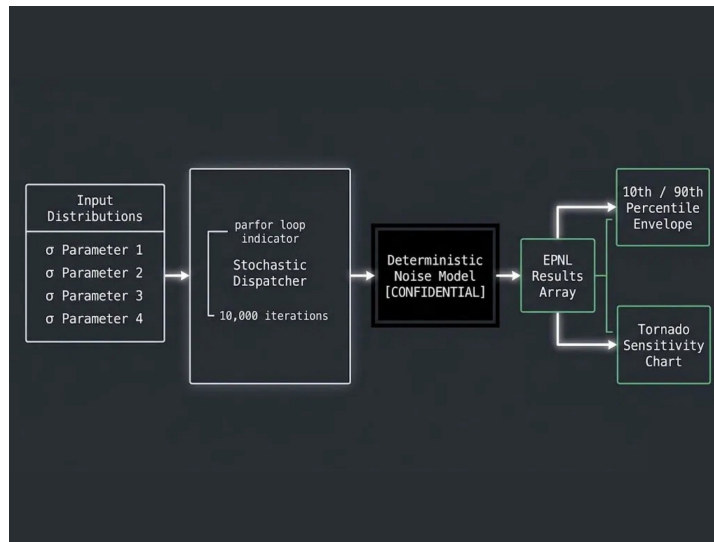 Input
Distributions
σ Parameter 1
σ Parameter 2
σ Parameter 3
σ Parameter 4
parfor loop
indicator
Stochastic
Dispatcher
10,000 iterations
Deterministic
Noise Model
[CONFIDENTIAL]
EPNL
Results
Array
10th / 90th
Percentile
Envelope
Tornado
Sensitivity
Chart